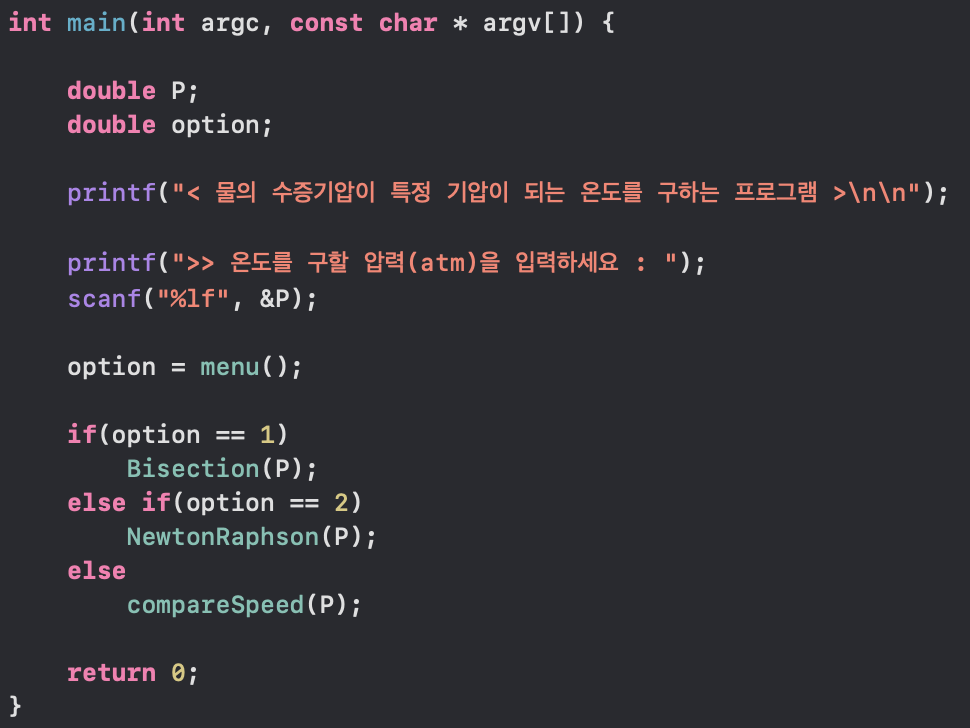 int main(int argc, const char * argv[]) {
double P;
double option;
printf("< 물의 수증기압이 특정 기압이 되는 온도를 구하는 프로그램 >\n\n");
printf(">> 온도를 구할 압력(atm)을 입력하세요 : ");
scanf("%lf", &P);
option = menu();
if(option == 1)
Bisection(P);
else if(option == 2)
NewtonRaphson(P);
else
compareSpeed(P);
return 0;
}